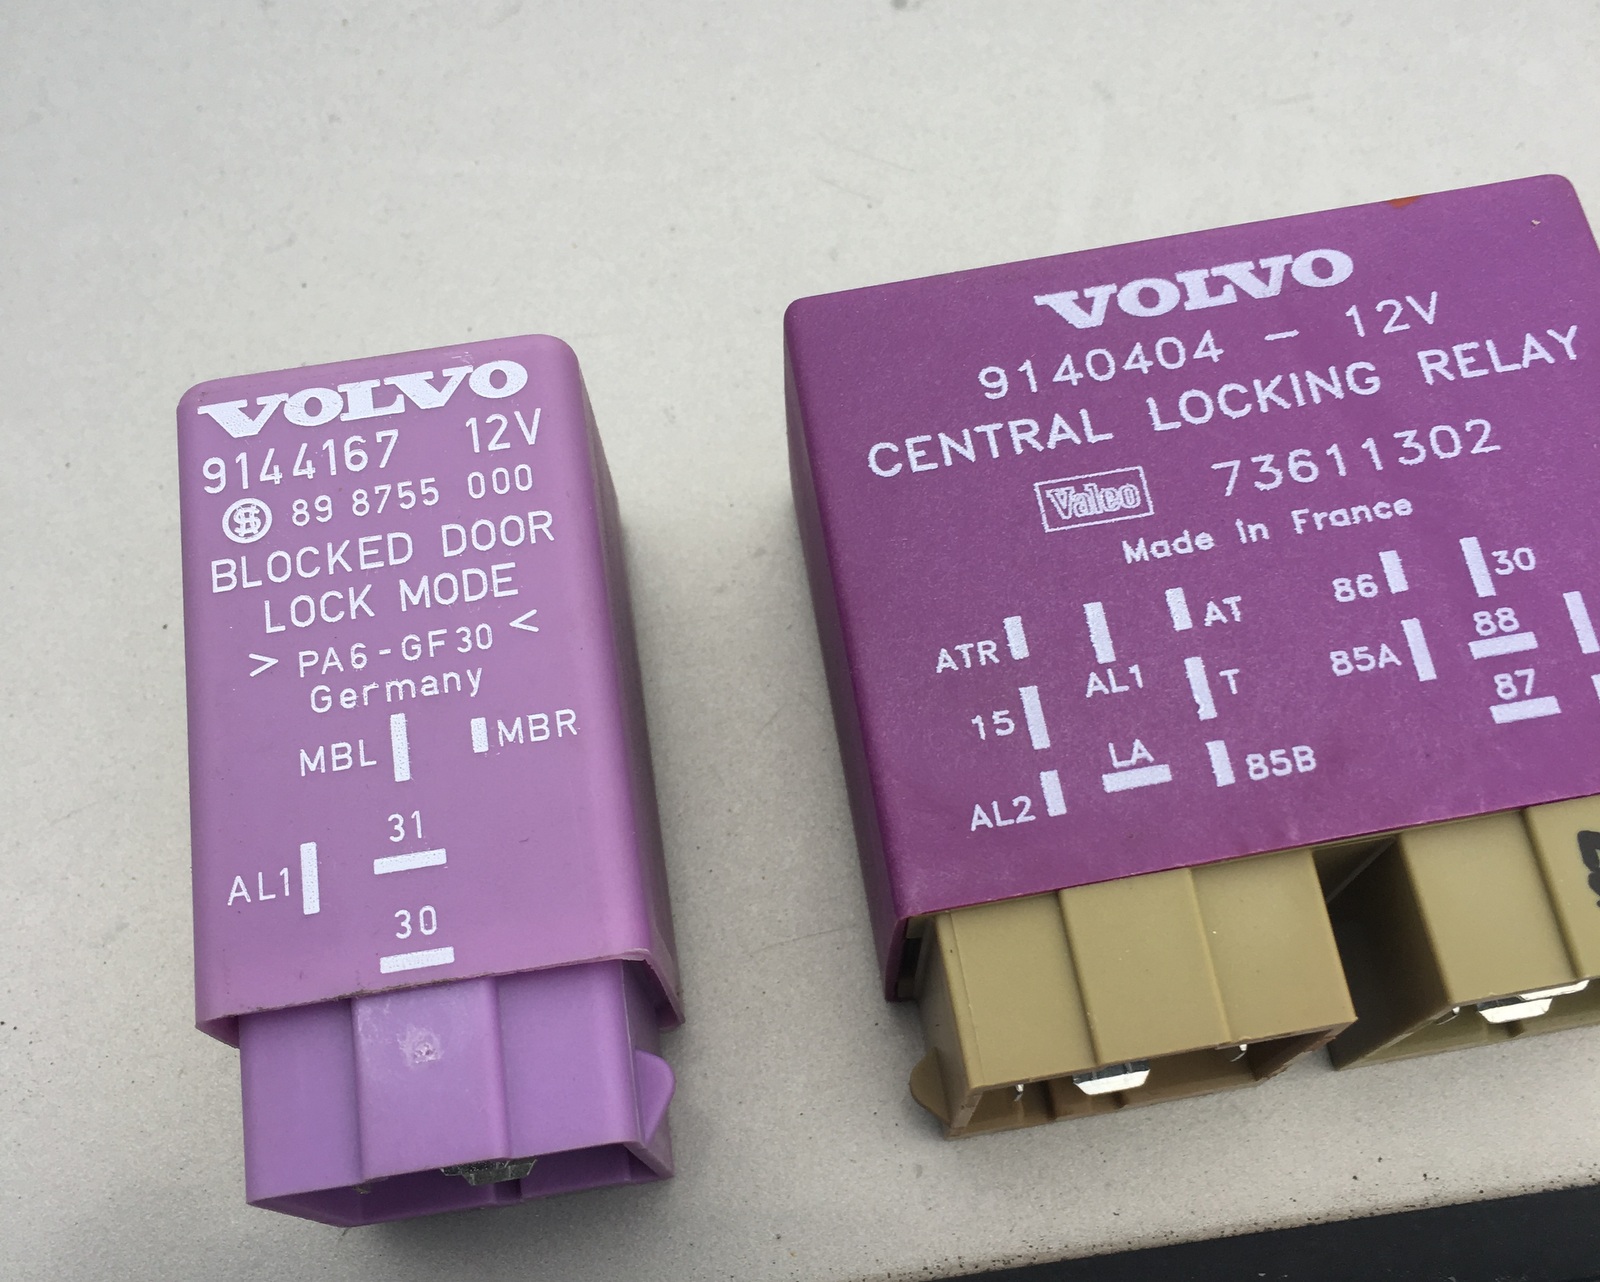 VOLVO
9144167 12V
89 8755 000
BLOCKED DOOR
LOCK MODE
> PA6-GF30 <
Germany
MBL MBR
31
AL1
30
VOLVO
9140404 - 12V
CENTRAL LOCKING RELAY
Valeo 73611302
Made in France
86 30
ATR AT
88
AL1 T 85A
15 87
LA
85B
AL2